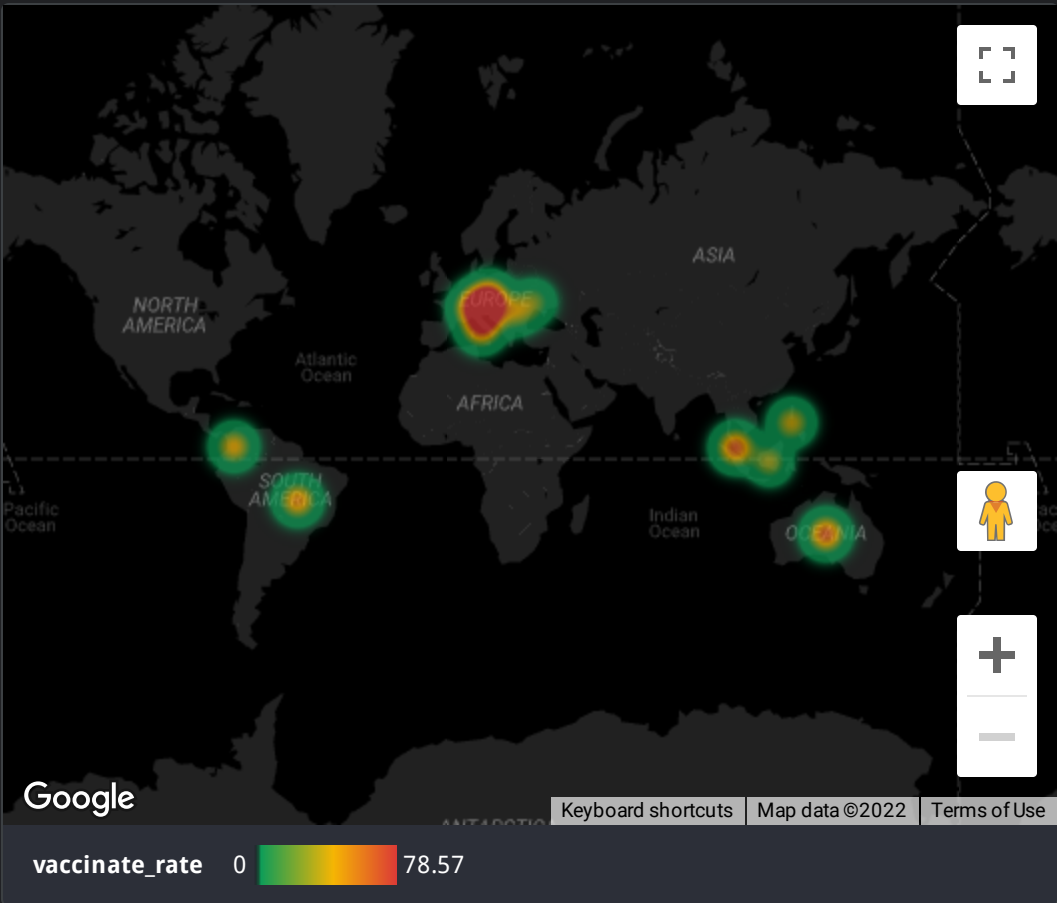 ASIA
EUROPE
NORTH
AMERICA
Atlantic
Ocean
AFRICA
SOUTH
AMERICA
Pacific
Ocean
Indian
Ocean
OCEANIA
Google
Keyboard shortcuts
Map data ©2022
Terms of Use
vaccinate_rate
0
78.57